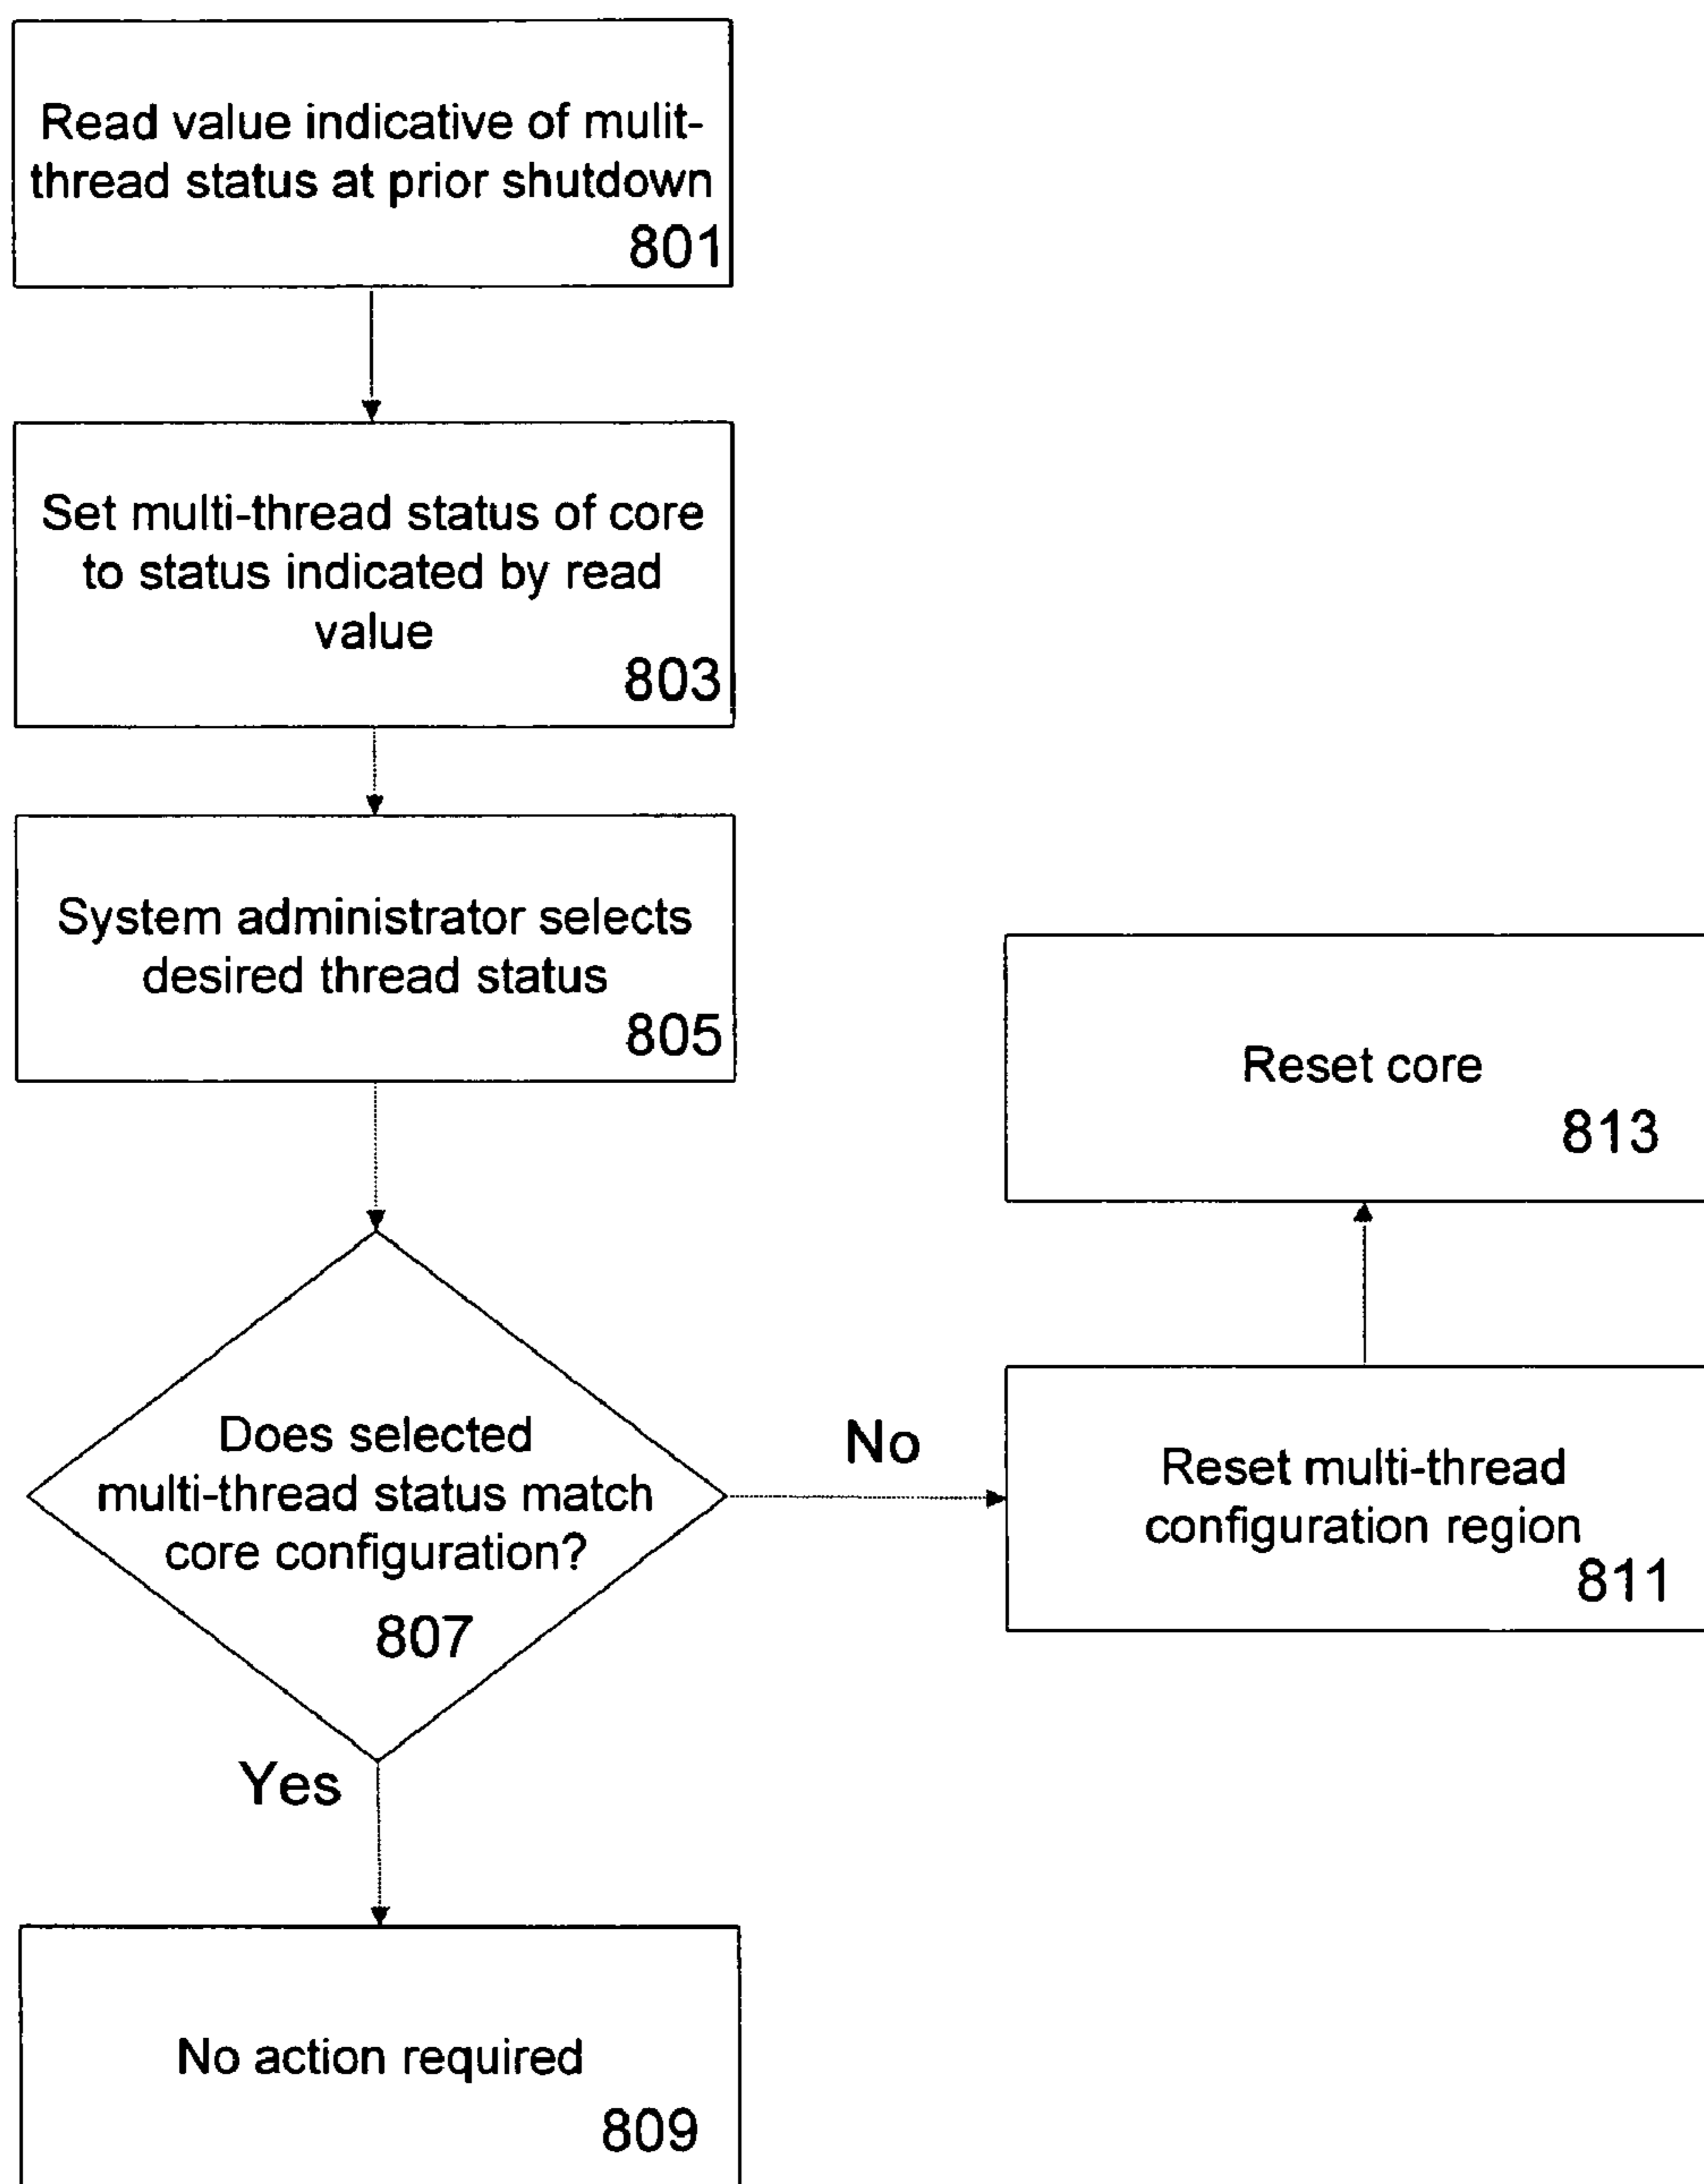 Read value indicative of mulit-
thread status at prior shutdown
801
Set multi-thread status of core
to status indicated by read
value
803
System administrator selects
desired thread status
805
Does selected
multi-thread status match
core configuration?
807
Yes
No
No action required
809
Reset multi-thread
configuration region
811
Reset core
813